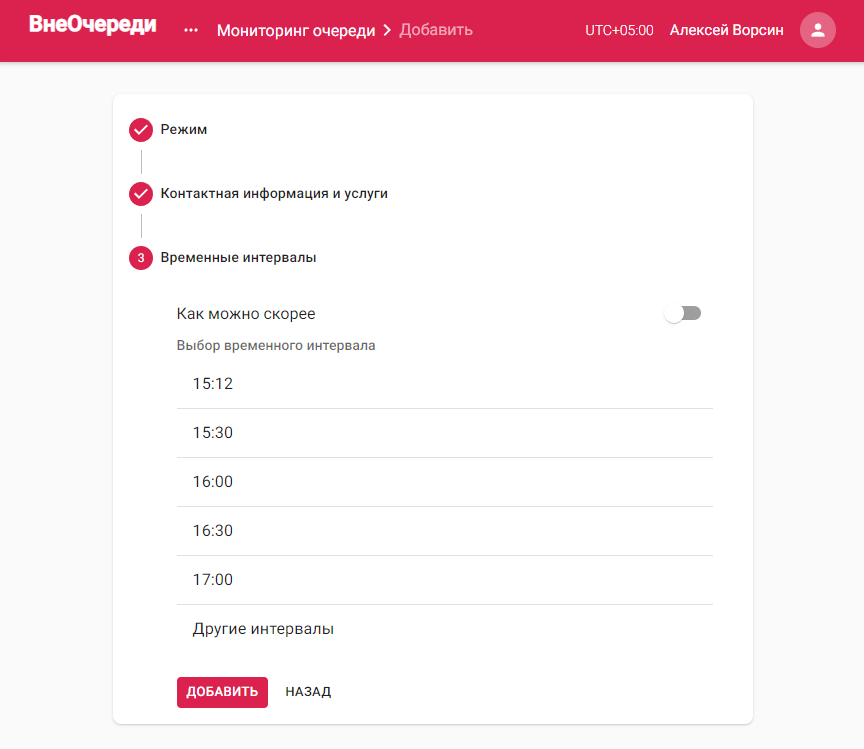 ВнеОчереди ... Мониторинг очереди > Добавить UTC+05:00 Алексей Ворсин
Режим
Контактная информация и услуги
3 Временные интервалы
Как можно скорее
Выбор временного интервала
15:12
15:30
16:00
16:30
17:00
Другие интервалы
ДОБАВИТЬ НАЗАД